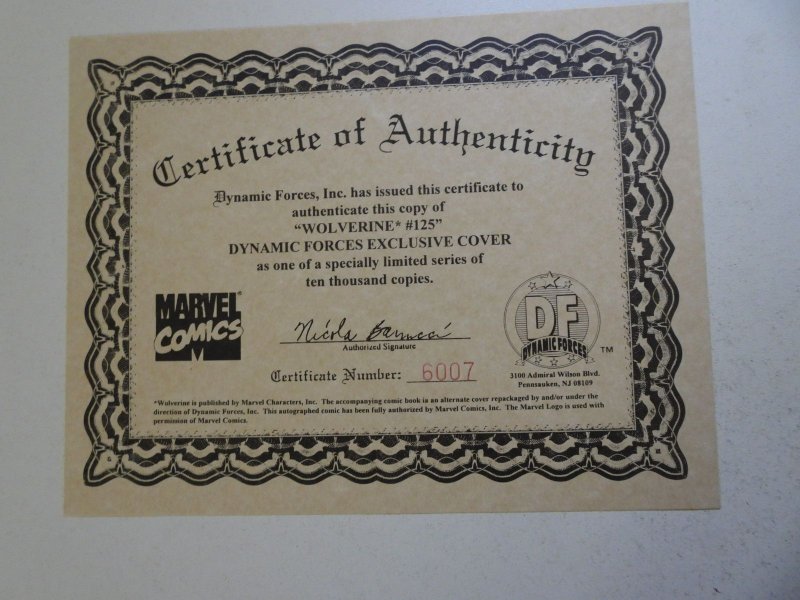 Certificate of Authenticity
Dynamic Forces, Inc. has issued this certificate to
authenticate this copy of
“WOLVERINE* #125”
DYNAMIC FORCES EXCLUSIVE COVER
as one of a specially limited series of
ten thousand copies.
MARVEL®
COMICS
M
Nicola Barrucci
Authorized Signature
Certificate Number: 6007
DF
DYNAMIC FORCES
TM
3100 Admiral Wilson Blvd.
Pennsauken, NJ 08109
*Wolverine is published by Marvel Characters, Inc. The accompanying comic book is an alternate cover repackaged by and/or under the
direction of Dynamic Forces, Inc. This autographed comic has been fully authorized by Marvel Comics, Inc. The Marvel Logo is used with
permission of Marvel Comics.